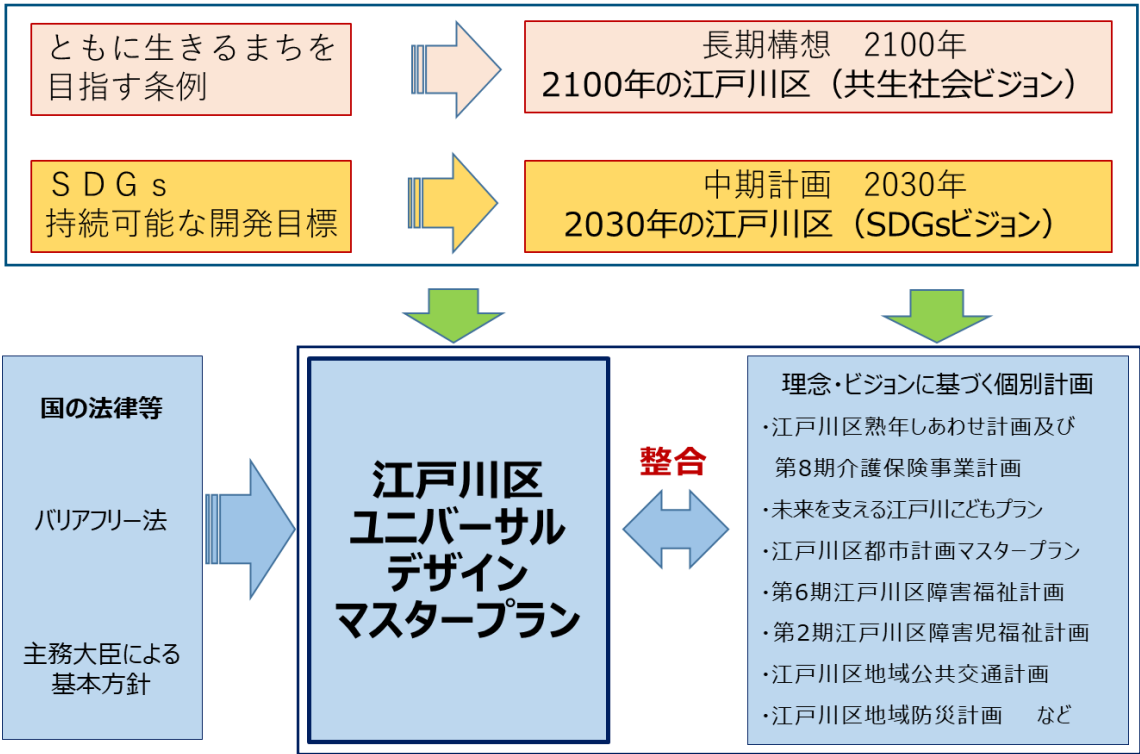 ともに生きるまちを
目指す条例
長期構想　2100年
2100年の江戸川区（共生社会ビジョン）
ＳＤＧｓ
持続可能な開発目標
中期計画　2030年
2030年の江戸川区（SDGsビジョン）
国の法律等
バリアフリー法
主務大臣による
基本方針
江戸川区
ユニバーサル
デザイン
マスタープラン
整合
理念・ビジョンに基づく個別計画
・江戸川区熟年しあわせ計画及び
第8期介護保険事業計画
・未来を支える江戸川こどもプラン
・江戸川区都市計画マスタープラン
・第6期江戸川区障害福祉計画
・第2期江戸川区障害児福祉計画
・江戸川区地域公共交通計画
・江戸川区地域防災計画　など